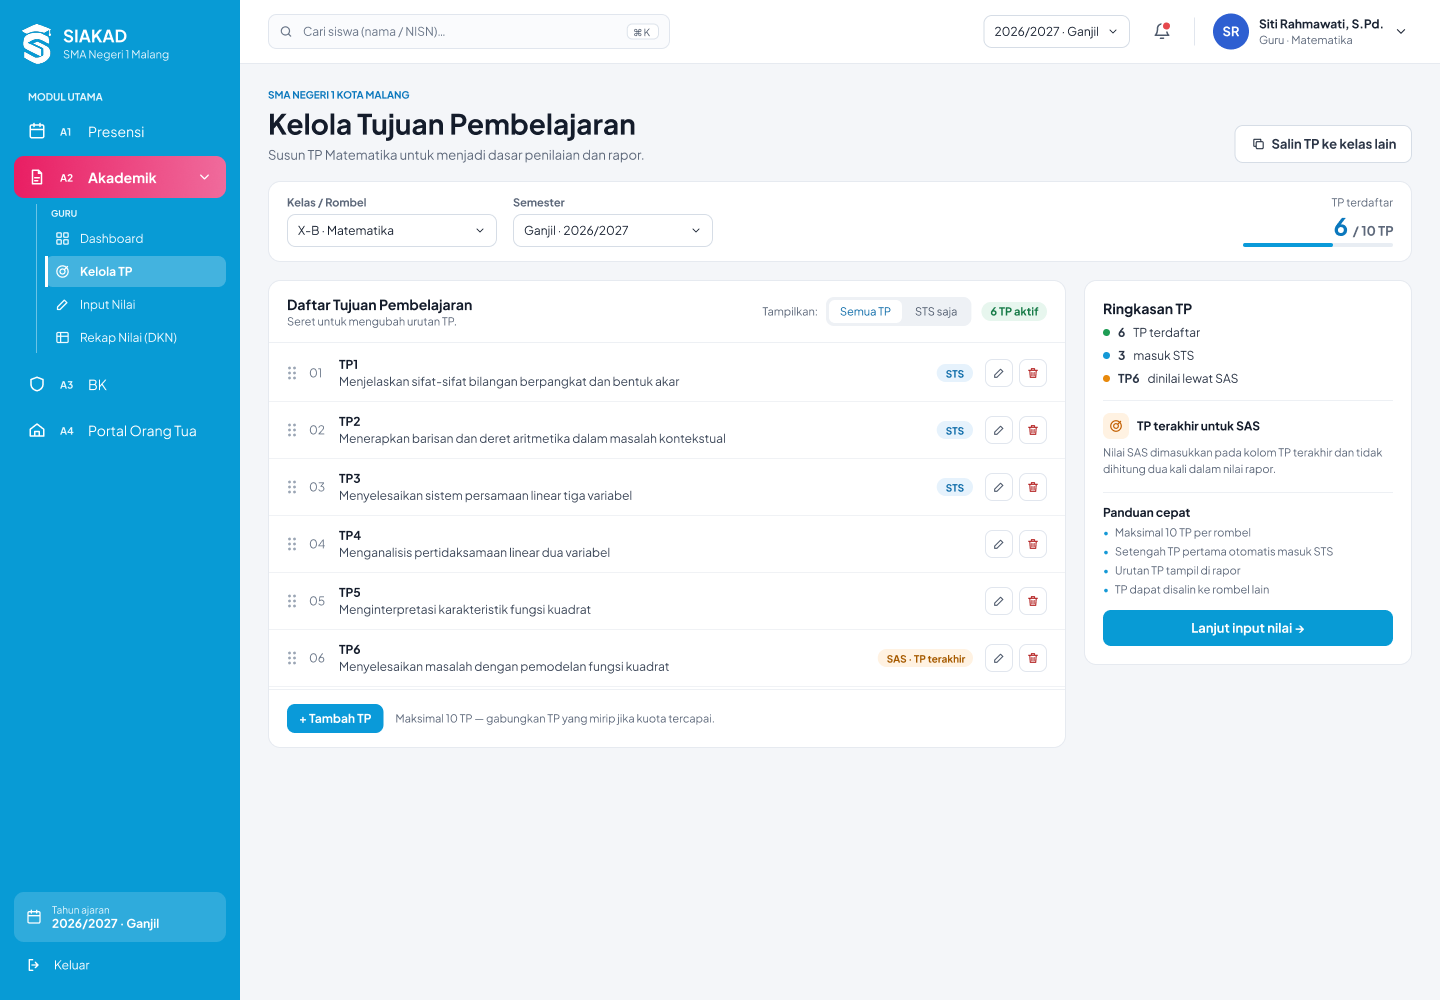 SIAKAD
SMA Negeri 1 Malang
MODUL UTAMA
A1 Presensi
A2 Akademik
GURU
Dashboard
Kelola TP
Input Nilai
Rekap Nilai (DKN)
A3 BK
A4 Portal Orang Tua
Tahun ajaran
2026/2027 · Ganjil
Keluar
Cari siswa (nama / NISN)...
⌘K
2026/2027 · Ganjil
SR
Siti Rahmawati, S.Pd.
Guru · Matematika
SMA NEGERI 1 KOTA MALANG
Kelola Tujuan Pembelajaran
Susun TP Matematika untuk menjadi dasar penilaian dan rapor.
Salin TP ke kelas lain
Kelas / Rombel
X-B · Matematika
Semester
Ganjil · 2026/2027
TP terdaftar
6 / 10 TP
Daftar Tujuan Pembelajaran
Seret untuk mengubah urutan TP.
Tampilkan: Semua TP STS saja 6 TP aktif
01 TP1
Menjelaskan sifat-sifat bilangan berpangkat dan bentuk akar
STS
02 TP2
Menerapkan barisan dan deret aritmetika dalam masalah kontekstual
STS
03 TP3
Menyelesaikan sistem persamaan linear tiga variabel
STS
04 TP4
Menganalisis pertidaksamaan linear dua variabel
05 TP5
Menginterpretasi karakteristik fungsi kuadrat
06 TP6
Menyelesaikan masalah dengan pemodelan fungsi kuadrat
SAS · TP terakhir
+ Tambah TP
Maksimal 10 TP — gabungkan TP yang mirip jika kuota tercapai.
Ringkasan TP
6 TP terdaftar
3 masuk STS
TP6 dinilai lewat SAS
TP terakhir untuk SAS
Nilai SAS dimasukkan pada kolom TP terakhir dan tidak
dihitung dua kali dalam nilai rapor.
Panduan cepat
• Maksimal 10 TP per rombel
• Setengah TP pertama otomatis masuk STS
• Urutan TP tampil di rapor
• TP dapat disalin ke rombel lain
Lanjut input nilai →